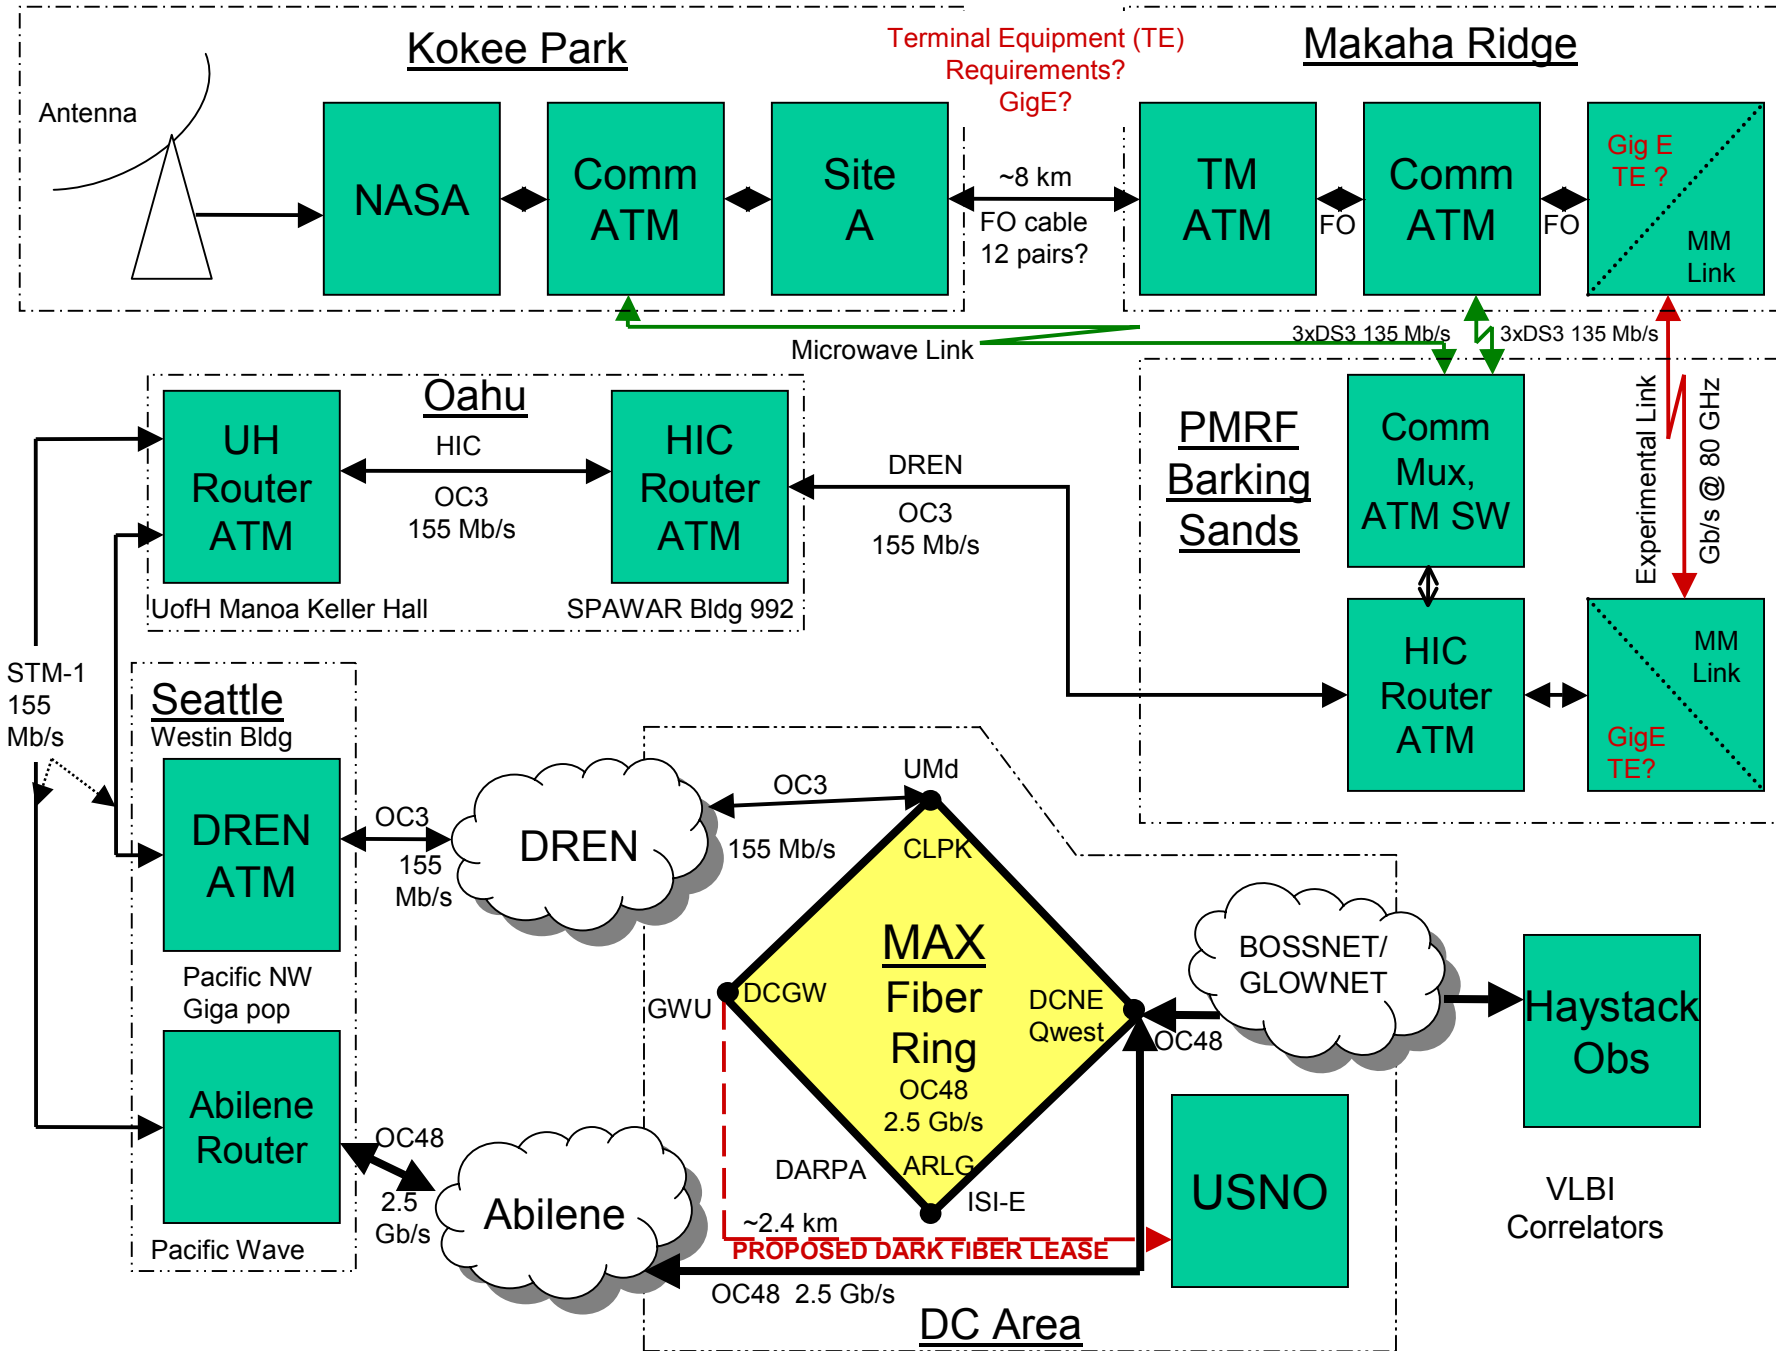 Kokee Park
Terminal Equipment (TE)
Requirements?
GigE?
Makaha Ridge
Antenna
NASA
Comm
ATM
Site
A
~8 km
FO cable
12 pairs?
TM
ATM
FO
Comm
ATM
FO
Gig E
TE ?
MM
Link
Microwave Link
3xDS3 135 Mb/s
3xDS3 135 Mb/s
Oahu
UH
Router
ATM
HIC
OC3
155 Mb/s
HIC
Router
ATM
UofH Manoa Keller Hall
SPAWAR Bldg 992
DREN
OC3
155 Mb/s
PMRF
Barking
Sands
Comm
Mux,
ATM SW
Experimental Link
Gb/s @ 80 GHz
HIC
Router
ATM
MM
Link
GigE
TE?
STM-1
155
Mb/s
Seattle
Westin Bldg
DREN
ATM
Pacific NW
Giga pop
Abilene
Router
Pacific Wave
OC3
155
Mb/s
DREN
OC3
155 Mb/s
UMd
CLPK
MAX
Fiber
Ring
OC48
2.5 Gb/s
DCGW
GWU
DCNE
Qwest
ARLG
DARPA
ISI-E
BOSSNET/
GLOWNET
OC48
Haystack
Obs
VLBI
Correlators
USNO
OC48
2.5
Gb/s
Abilene
~2.4 km
PROPOSED DARK FIBER LEASE
OC48 2.5 Gb/s
DC Area